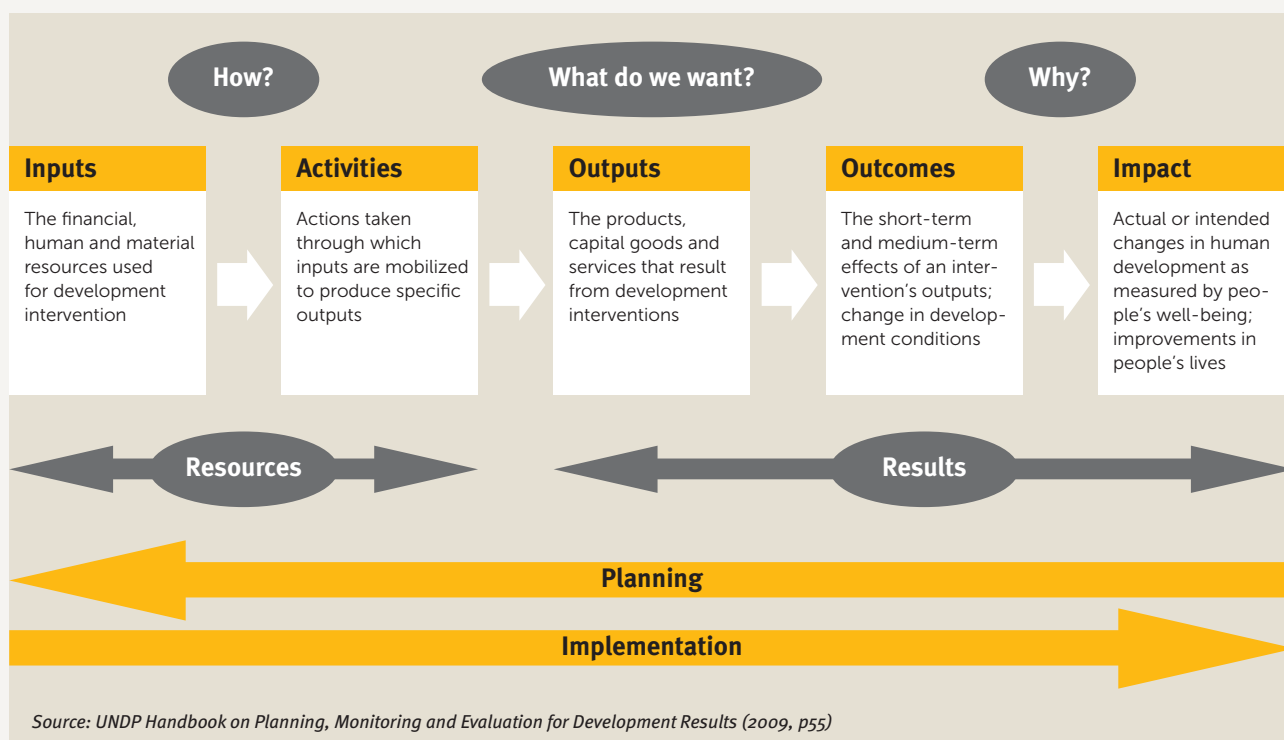 How?
What do we want?
Why?
Inputs
The financial,
human and material
resources used
for development
intervention
Activities
Actions taken
through which
inputs are mobilized
to produce specific
outputs
Outputs
The products,
capital goods and
services that result
from development
interventions
Outcomes
The short-term
and medium-term
effects of an inter-
vention’s outputs;
change in develop-
ment conditions
Impact
Actual or intended
changes in human
development as
measured by peo-
ple’s well-being;
improvements in
people’s lives
Resources
Results
Planning
Implementation
Source: UNDP Handbook on Planning, Monitoring and Evaluation for Development Results (2009, p55)